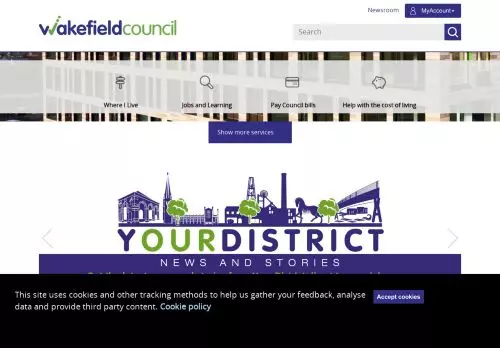 Newsroom
MyAccount
wakefieldcouncil
Search
Where I Live
Jobs and Learning
Pay Council bills
Help with the cost of living
Show more services
YOURDISTRICT
NEWS AND STORIES
This site uses cookies and other tracking methods to help us gather your feedback, analyse
data and provide third party content. Cookie policy
Accept cookies